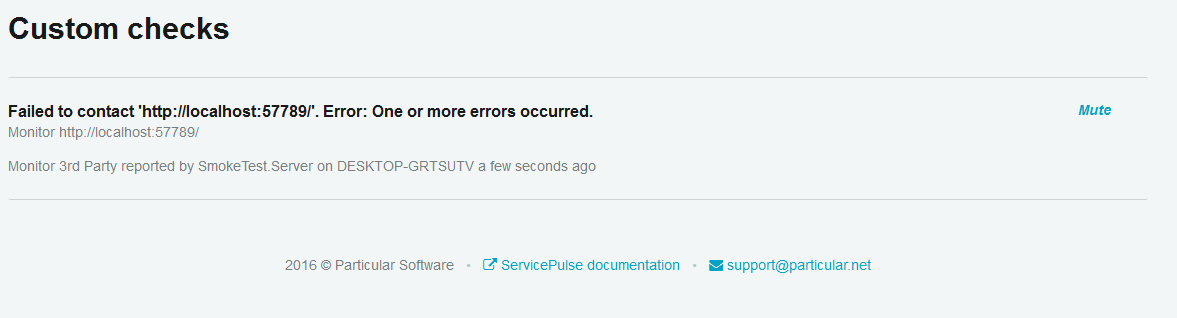 Custom checks
Failed to contact 'http://localhost:57789/'. Error: One or more errors occurred.
Mute
Monitor http://localhost:57789/
Monitor 3rd Party reported by SmokeTest.Server on DESKTOP-GRTSUTV a few seconds ago
2016 © Particular Software • ServicePulse documentation • support@particular.net